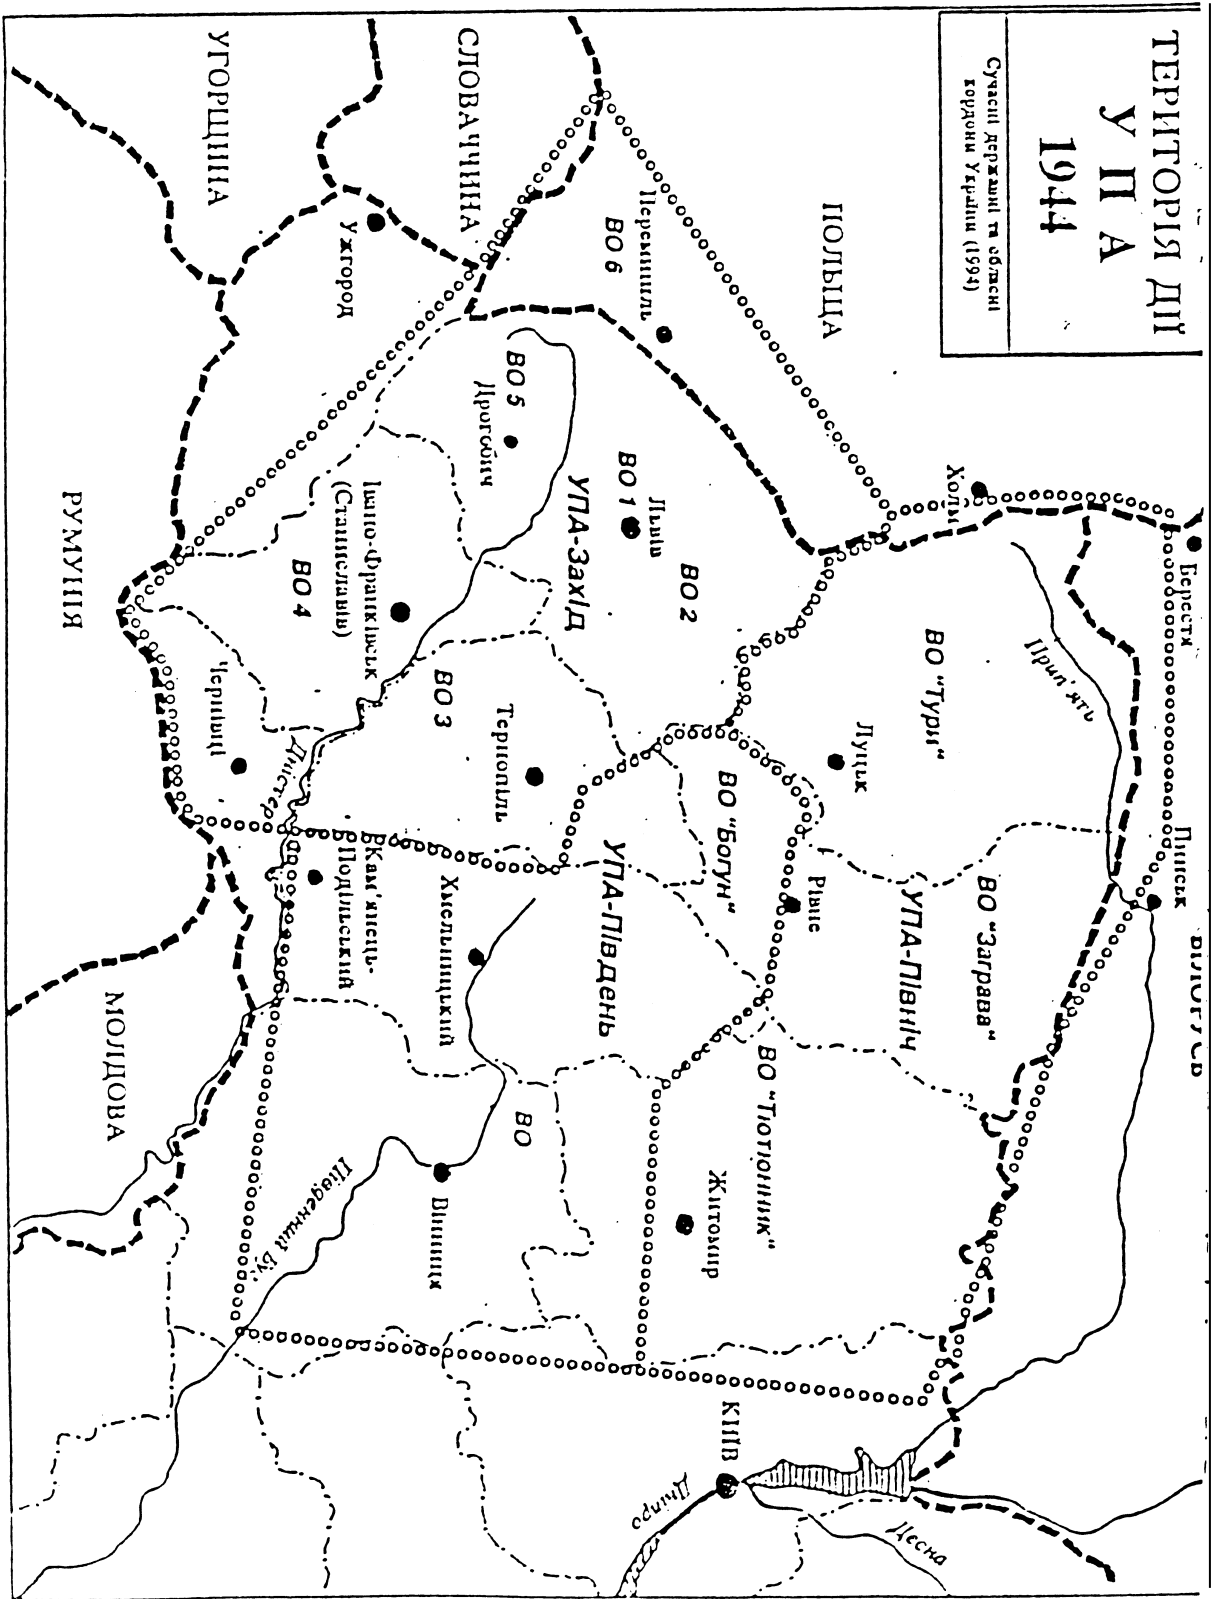 ТЕРИТОРІЯ ДІЇ
УПА
1944
Сучасні державні та обласні
кордони України (1994)
ПОЛЬЩА
СЛОВАЧЧИНА
УГОРЩИНА
РУМУНІЯ
МОЛДОВА
Берестя
Пінськ
Холм
Прип'ять
ВО "Турн"
ВО "Заграва"
УПА-Північ
Луцьк
Рівне
ВО "Богун"
ВО "Тютюнник"
Житомир
КИЇВ
Десна
Дніпро
Перемишль
ВО 6
Львів
ВО 1
ВО 2
УПА-Захід
УПА-Південь
ВО 5
Дрогобич
Тернопіль
ВО 3
Хмельницький
ВО
Вінниця
Ужгород
Івано-Франківськ
(Станиславів)
ВО 4
Кам'янець-
Подільський
Дністер
Чернівці
Південний